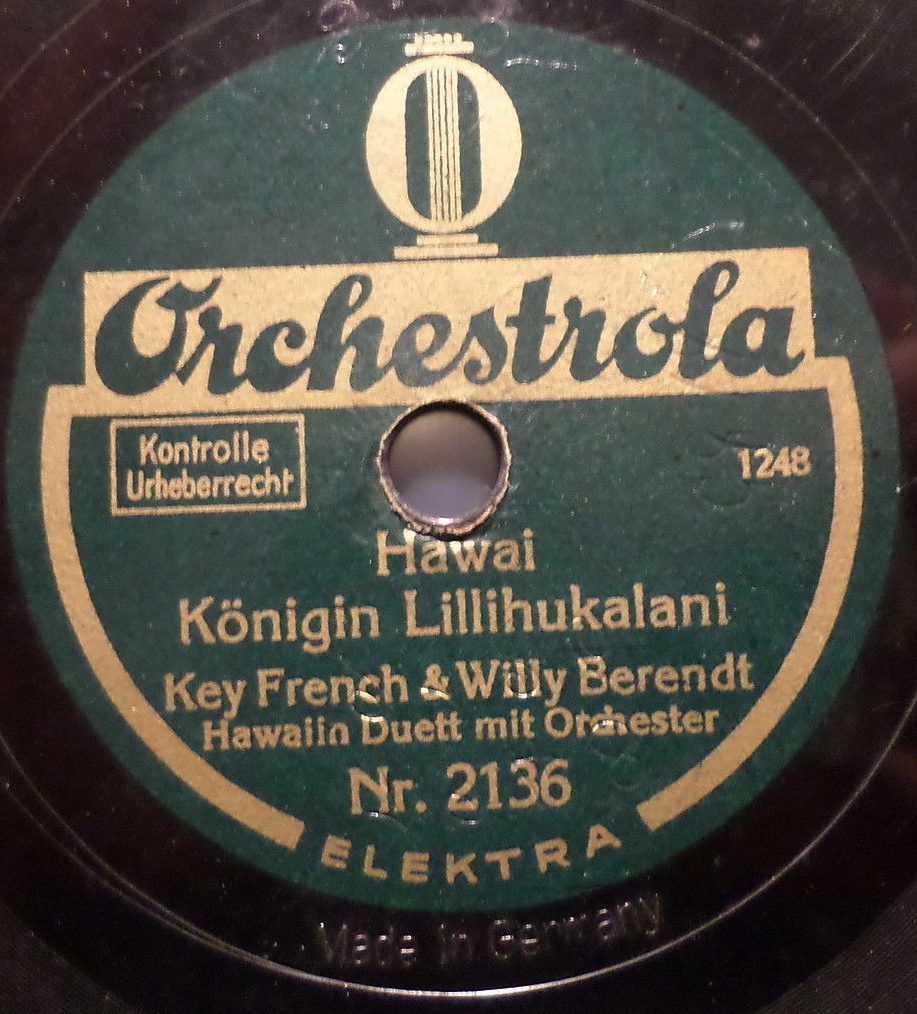 Orchestrola
Kontrolle
Urheberrecht
1248
Hawai
Königin Lillihukalani
Key French & Willy Berendt
Hawaiin Duett mit Orchester
Nr. 2136
ELEKTRA
Made in Germany